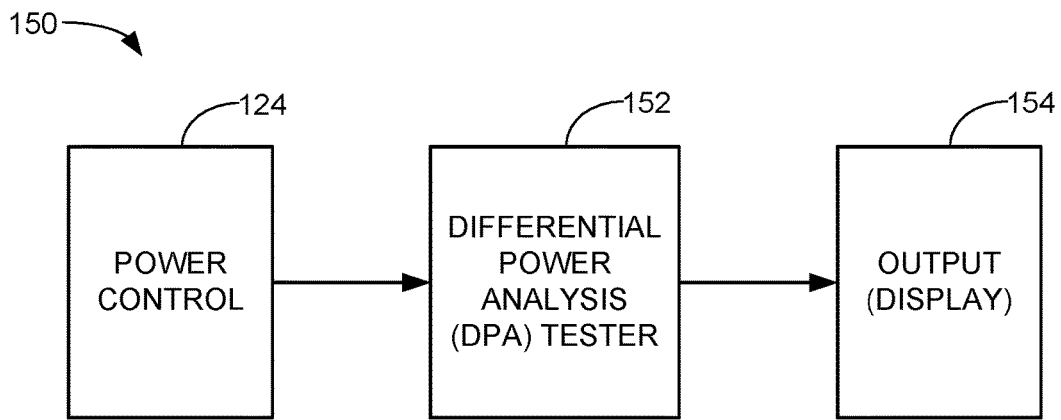 150
124
152
154
POWER
CONTROL
DIFFERENTIAL
POWER
ANALYSIS
(DPA) TESTER
OUTPUT
(DISPLAY)